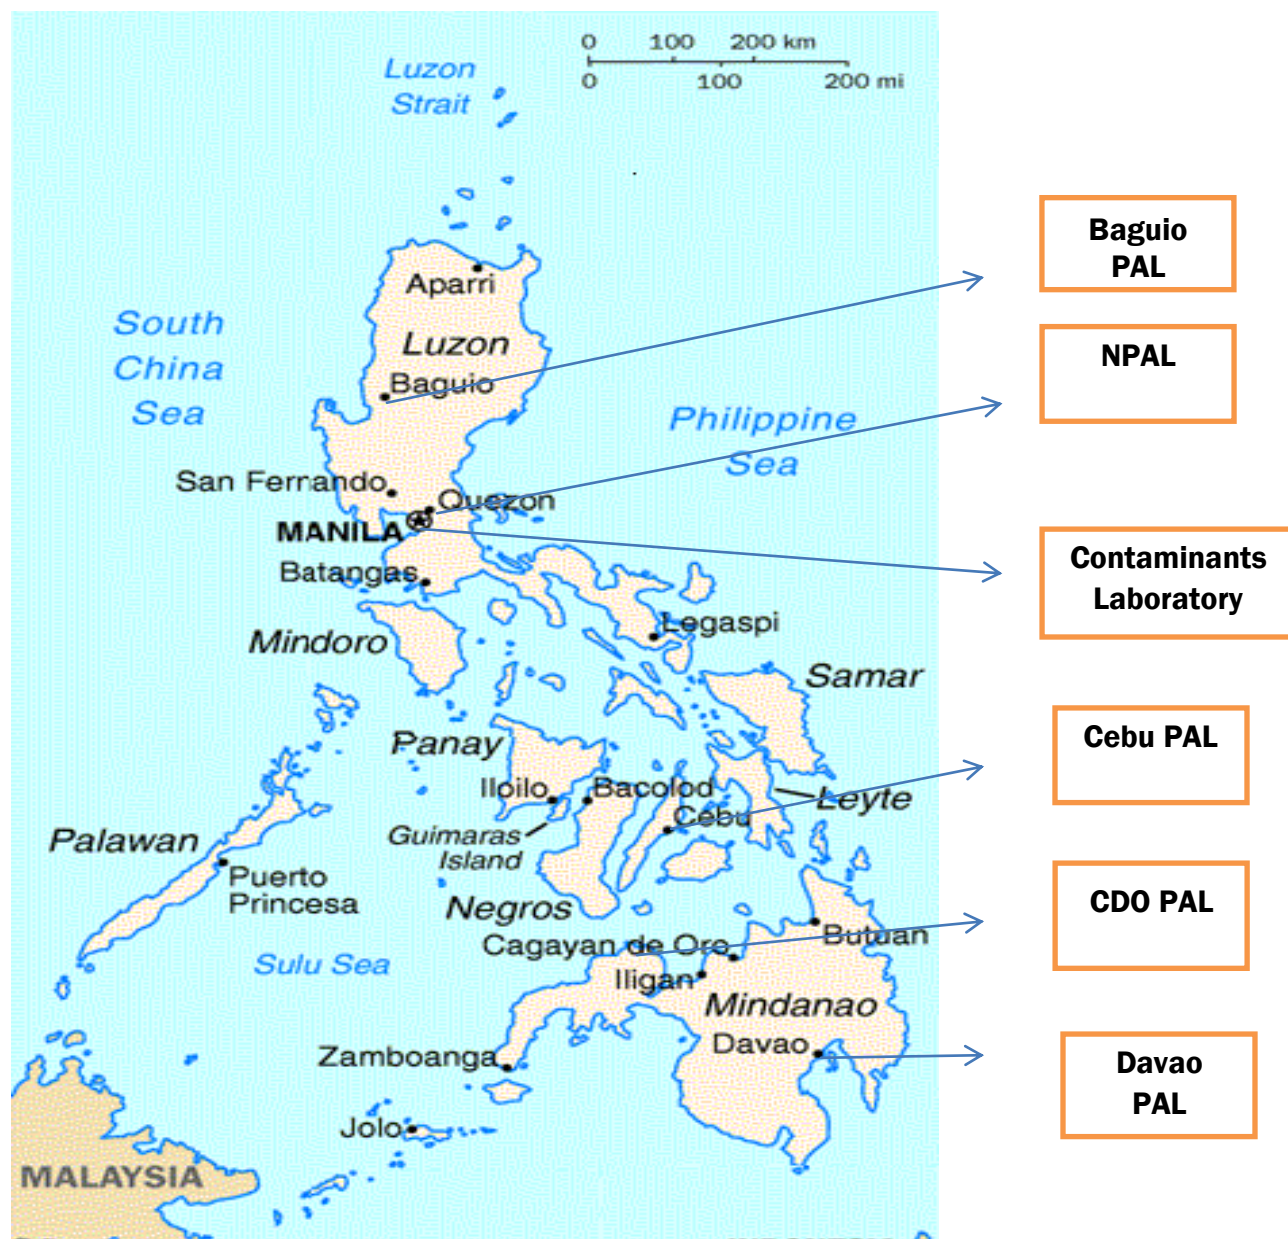 Luzon
Strait
0 100 200 km
0 100 200 mi
Aparri
Luzon
Baguio
South
China
Sea
Philippine
Sea
San Fernando
Quezon
MANILA
Batangas
Legaspi
Mindoro
Samar
Panay
Iloilo
Bacolod
Cebu
Leyte
Guimaras
Island
Palawan
Puerto
Princesa
Negros
Cagayan de Oro
Butuan
Sulu Sea
Iligan
Mindanao
Davao
Zamboanga
Jolo
MALAYSIA
Baguio
PAL
NPAL
Contaminants
Laboratory
Cebu PAL
CDO PAL
Davao
PAL